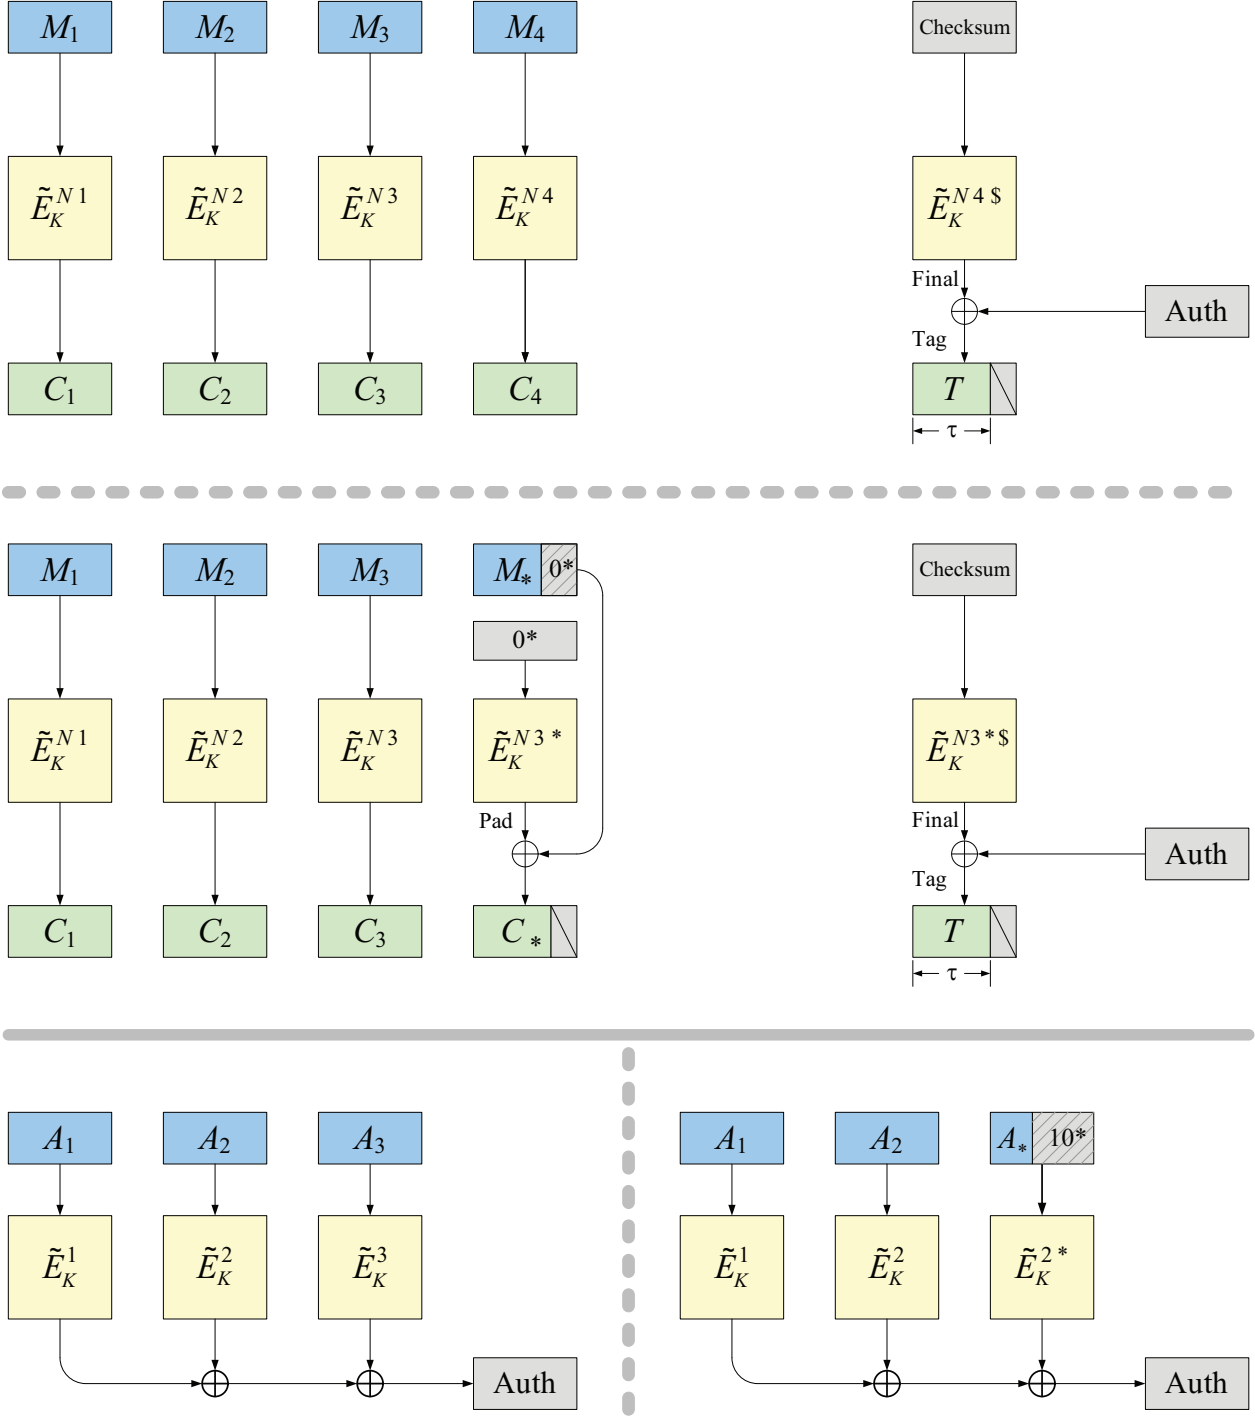 M₁ M₂ M₃ M₄ Checksum
Ẽ_K^{N 1} Ẽ_K^{N 2} Ẽ_K^{N 3} Ẽ_K^{N 4} Ẽ_K^{N 4 $}
Final
Auth
Tag
C₁ C₂ C₃ C₄ T
τ
M₁ M₂ M₃ M_* 0* Checksum
0*
Ẽ_K^{N 1} Ẽ_K^{N 2} Ẽ_K^{N 3} Ẽ_K^{N 3 *} Ẽ_K^{N 3 * $}
Pad Final
Auth
Tag
C₁ C₂ C₃ C_* T
τ
A₁ A₂ A₃ A₁ A₂ A_* 10*
Ẽ_K^1 Ẽ_K^2 Ẽ_K^3 Ẽ_K^1 Ẽ_K^2 Ẽ_K^{2 *}
Auth Auth